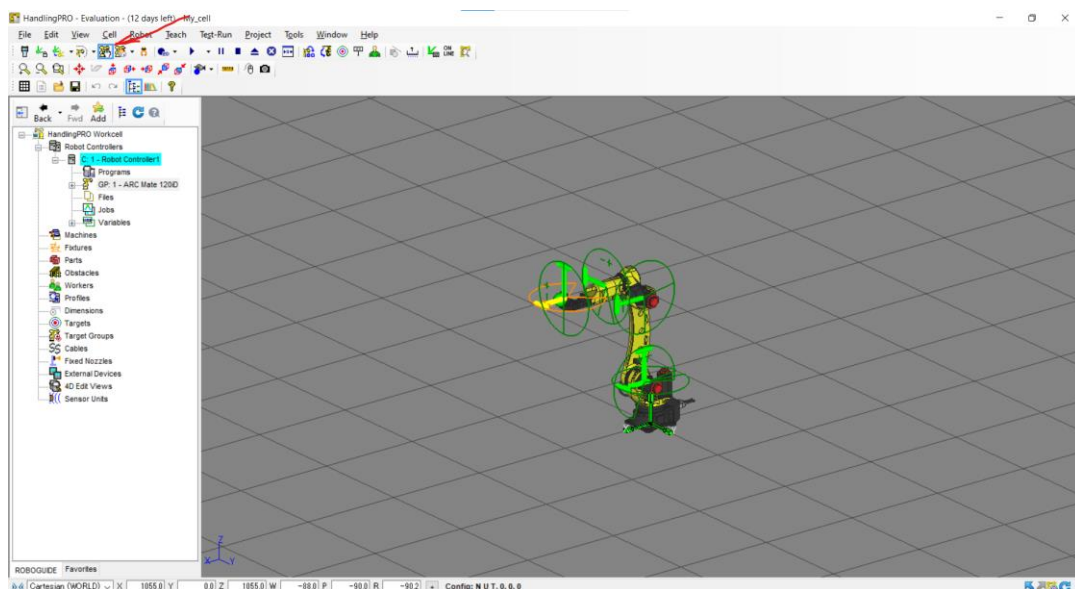 HandlingPRO - Evaluation - (12 days left) - My_cell
File Edit View Cell Robot Teach Test-Run Project Tools Window Help
ON LINE
Back Fwd Add
HandlingPRO Workcell
Robot Controllers
C: 1 - Robot Controller1
Programs
GP: 1 - ARC Mate 120iD
Files
Jobs
Variables
Machines
Fixtures
Parts
Obstacles
Workers
Profiles
Dimensions
Targets
Target Groups
Cables
Fixed Nozzles
External Devices
4D Edit Views
Sensor Units
Z
X Y
ROBOGUIDE Favorites
Cartesian (WORLD) X 1055.0 Y 0.0 Z 1055.0 W -88.0 P -90.0 R -90.2 Config: N U T, 0, 0, 0